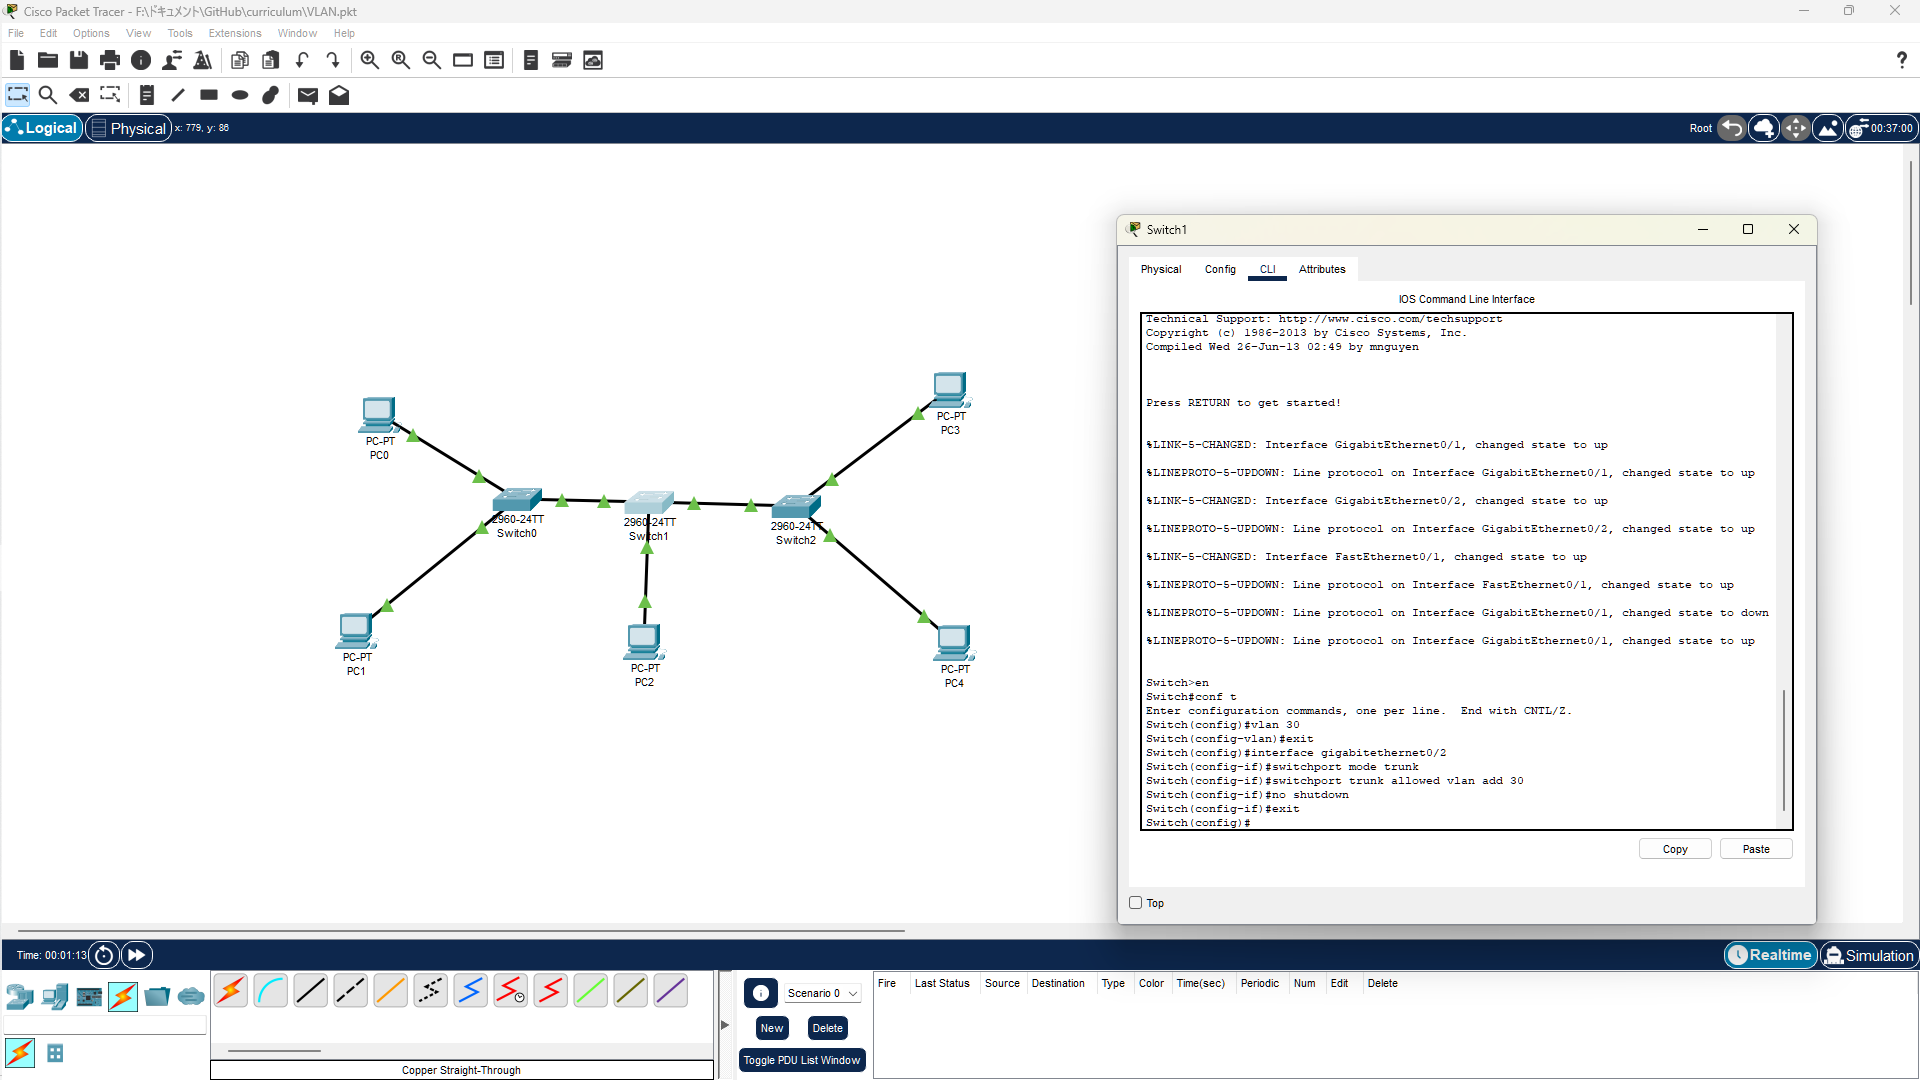 Cisco Packet Tracer - F:\ドキュメント\GitHub\curriculum\VLAN.pkt
File Edit Options View Tools Extensions Window Help
Logical Physical x: 779, y: 86 Root 00:37:00
PC-PT
PC0
PC-PT
PC1
2960-24TT
Switch0
2960-24TT
Switch1
PC-PT
PC2
2960-24TT
Switch2
PC-PT
PC3
PC-PT
PC4
Switch1
Physical Config CLI Attributes
IOS Command Line Interface
Technical Support: http://www.cisco.com/techsupport
Copyright (c) 1986-2013 by Cisco Systems, Inc.
Compiled Wed 26-Jun-13 02:49 by mnguyen
Press RETURN to get started!
%LINK-5-CHANGED: Interface GigabitEthernet0/1, changed state to up
%LINEPROTO-5-UPDOWN: Line protocol on Interface GigabitEthernet0/1, changed state to up
%LINK-5-CHANGED: Interface GigabitEthernet0/2, changed state to up
%LINEPROTO-5-UPDOWN: Line protocol on Interface GigabitEthernet0/2, changed state to up
%LINK-5-CHANGED: Interface FastEthernet0/1, changed state to up
%LINEPROTO-5-UPDOWN: Line protocol on Interface FastEthernet0/1, changed state to up
%LINEPROTO-5-UPDOWN: Line protocol on Interface GigabitEthernet0/1, changed state to down
%LINEPROTO-5-UPDOWN: Line protocol on Interface GigabitEthernet0/1, changed state to up
Switch>en
Switch#conf t
Enter configuration commands, one per line.  End with CNTL/Z.
Switch(config)#vlan 30
Switch(config-vlan)#exit
Switch(config)#interface gigabitethernet0/2
Switch(config-if)#switchport mode trunk
Switch(config-if)#switchport trunk allowed vlan add 30
Switch(config-if)#no shutdown
Switch(config-if)#exit
Switch(config)#
Copy Paste
Top
Time: 00:01:13 Realtime Simulation
Scenario 0
New Delete
Toggle PDU List Window
Fire Last Status Source Destination Type Color Time(sec) Periodic Num Edit Delete
Copper Straight-Through